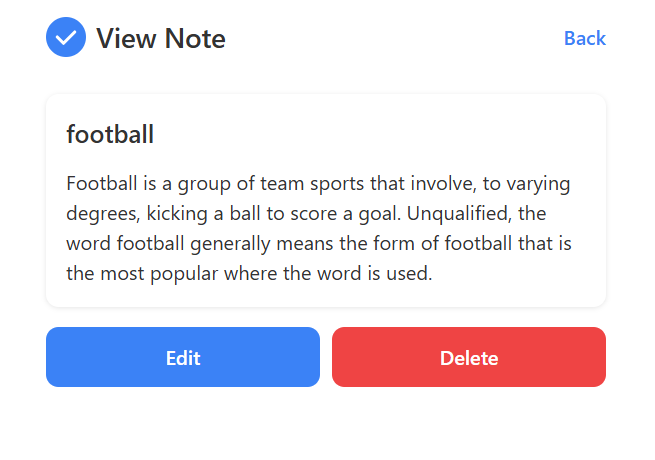 View Note
Back
football
Football is a group of team sports that involve, to varying
degrees, kicking a ball to score a goal. Unqualified, the
word football generally means the form of football that is
the most popular where the word is used.
Edit
Delete